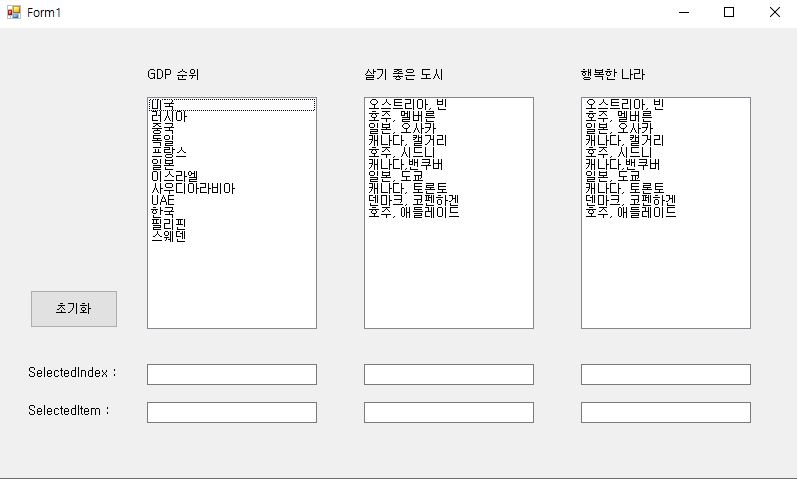 Form1
GDP 순위
미국
러시아
중국
독일
프랑스
일본
이스라엘
사우디아라비아
UAE
한국
필리핀
스웨덴
살기 좋은 도시
오스트리아, 빈
호주, 멜버른
일본, 오사카
캐나다, 캘거리
호주, 시드니
캐나다,밴쿠버
일본, 도쿄
캐나다, 토론토
덴마크, 코펜하겐
호주, 애들레이드
행복한 나라
오스트리아, 빈
호주, 멜버른
일본, 오사카
캐나다, 캘거리
호주, 시드니
캐나다,밴쿠버
일본, 도쿄
캐나다, 토론토
덴마크, 코펜하겐
호주, 애들레이드
초기화
SelectedIndex :
SelectedItem :